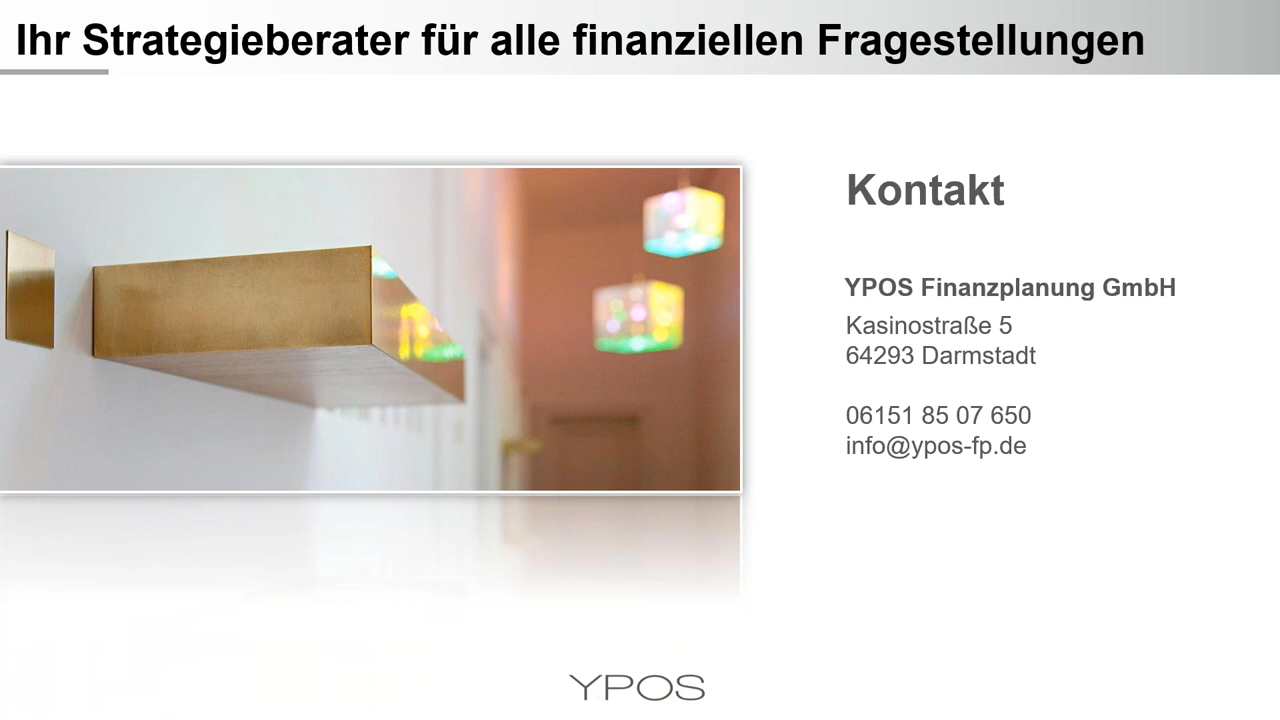 Ihr Strategieberater für alle finanziellen Fragestellungen
Kontakt
YPOS Finanzplanung GmbH
Kasinostraße 5
64293 Darmstadt
06151 85 07 650
info@ypos-fp.de
YPOS